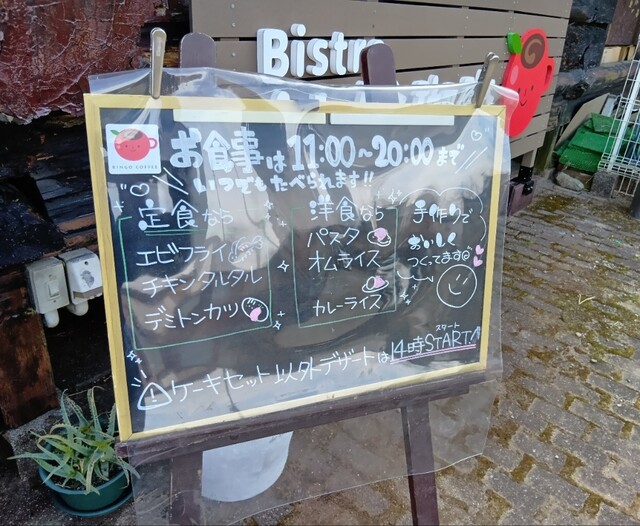 Bistro
RINGO COFFEE
お食事は11:00~20:00まで
いつでもたべられます!!
定食なら
エビフライ
チキンタルタル
デミトンカツ
洋食なら
パスタ
オムライス
カレーライス
手作りで
おいしく
つくってます
⚠ケーキセット以外デザートは14時START!
スタート